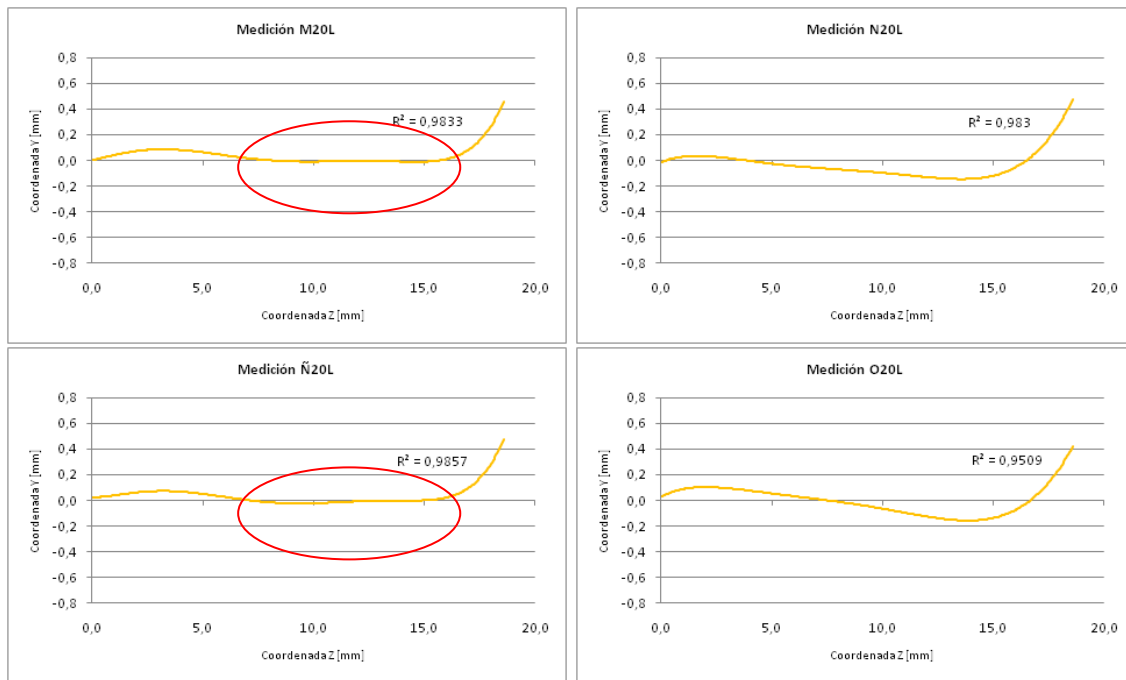 Medición M20L
0,8
0,6
0,4
0,2
0,0
-0,2
-0,4
-0,6
-0,8
Coordenada Y [mm]
R² = 0,9833
0,0 5,0 10,0 15,0 20,0
Coordenada Z [mm]
Medición N20L
0,8
0,6
0,4
0,2
0,0
-0,2
-0,4
-0,6
-0,8
Coordenada Y [mm]
R² = 0,983
0,0 5,0 10,0 15,0 20,0
Coordenada Z [mm]
Medición Ñ20L
0,8
0,6
0,4
0,2
0,0
-0,2
-0,4
-0,6
-0,8
Coordenada Y [mm]
R² = 0,9857
0,0 5,0 10,0 15,0 20,0
Coordenada Z [mm]
Medición O20L
0,8
0,6
0,4
0,2
0,0
-0,2
-0,4
-0,6
-0,8
Coordenada Y [mm]
R² = 0,9509
0,0 5,0 10,0 15,0 20,0
Coordenada Z [mm]